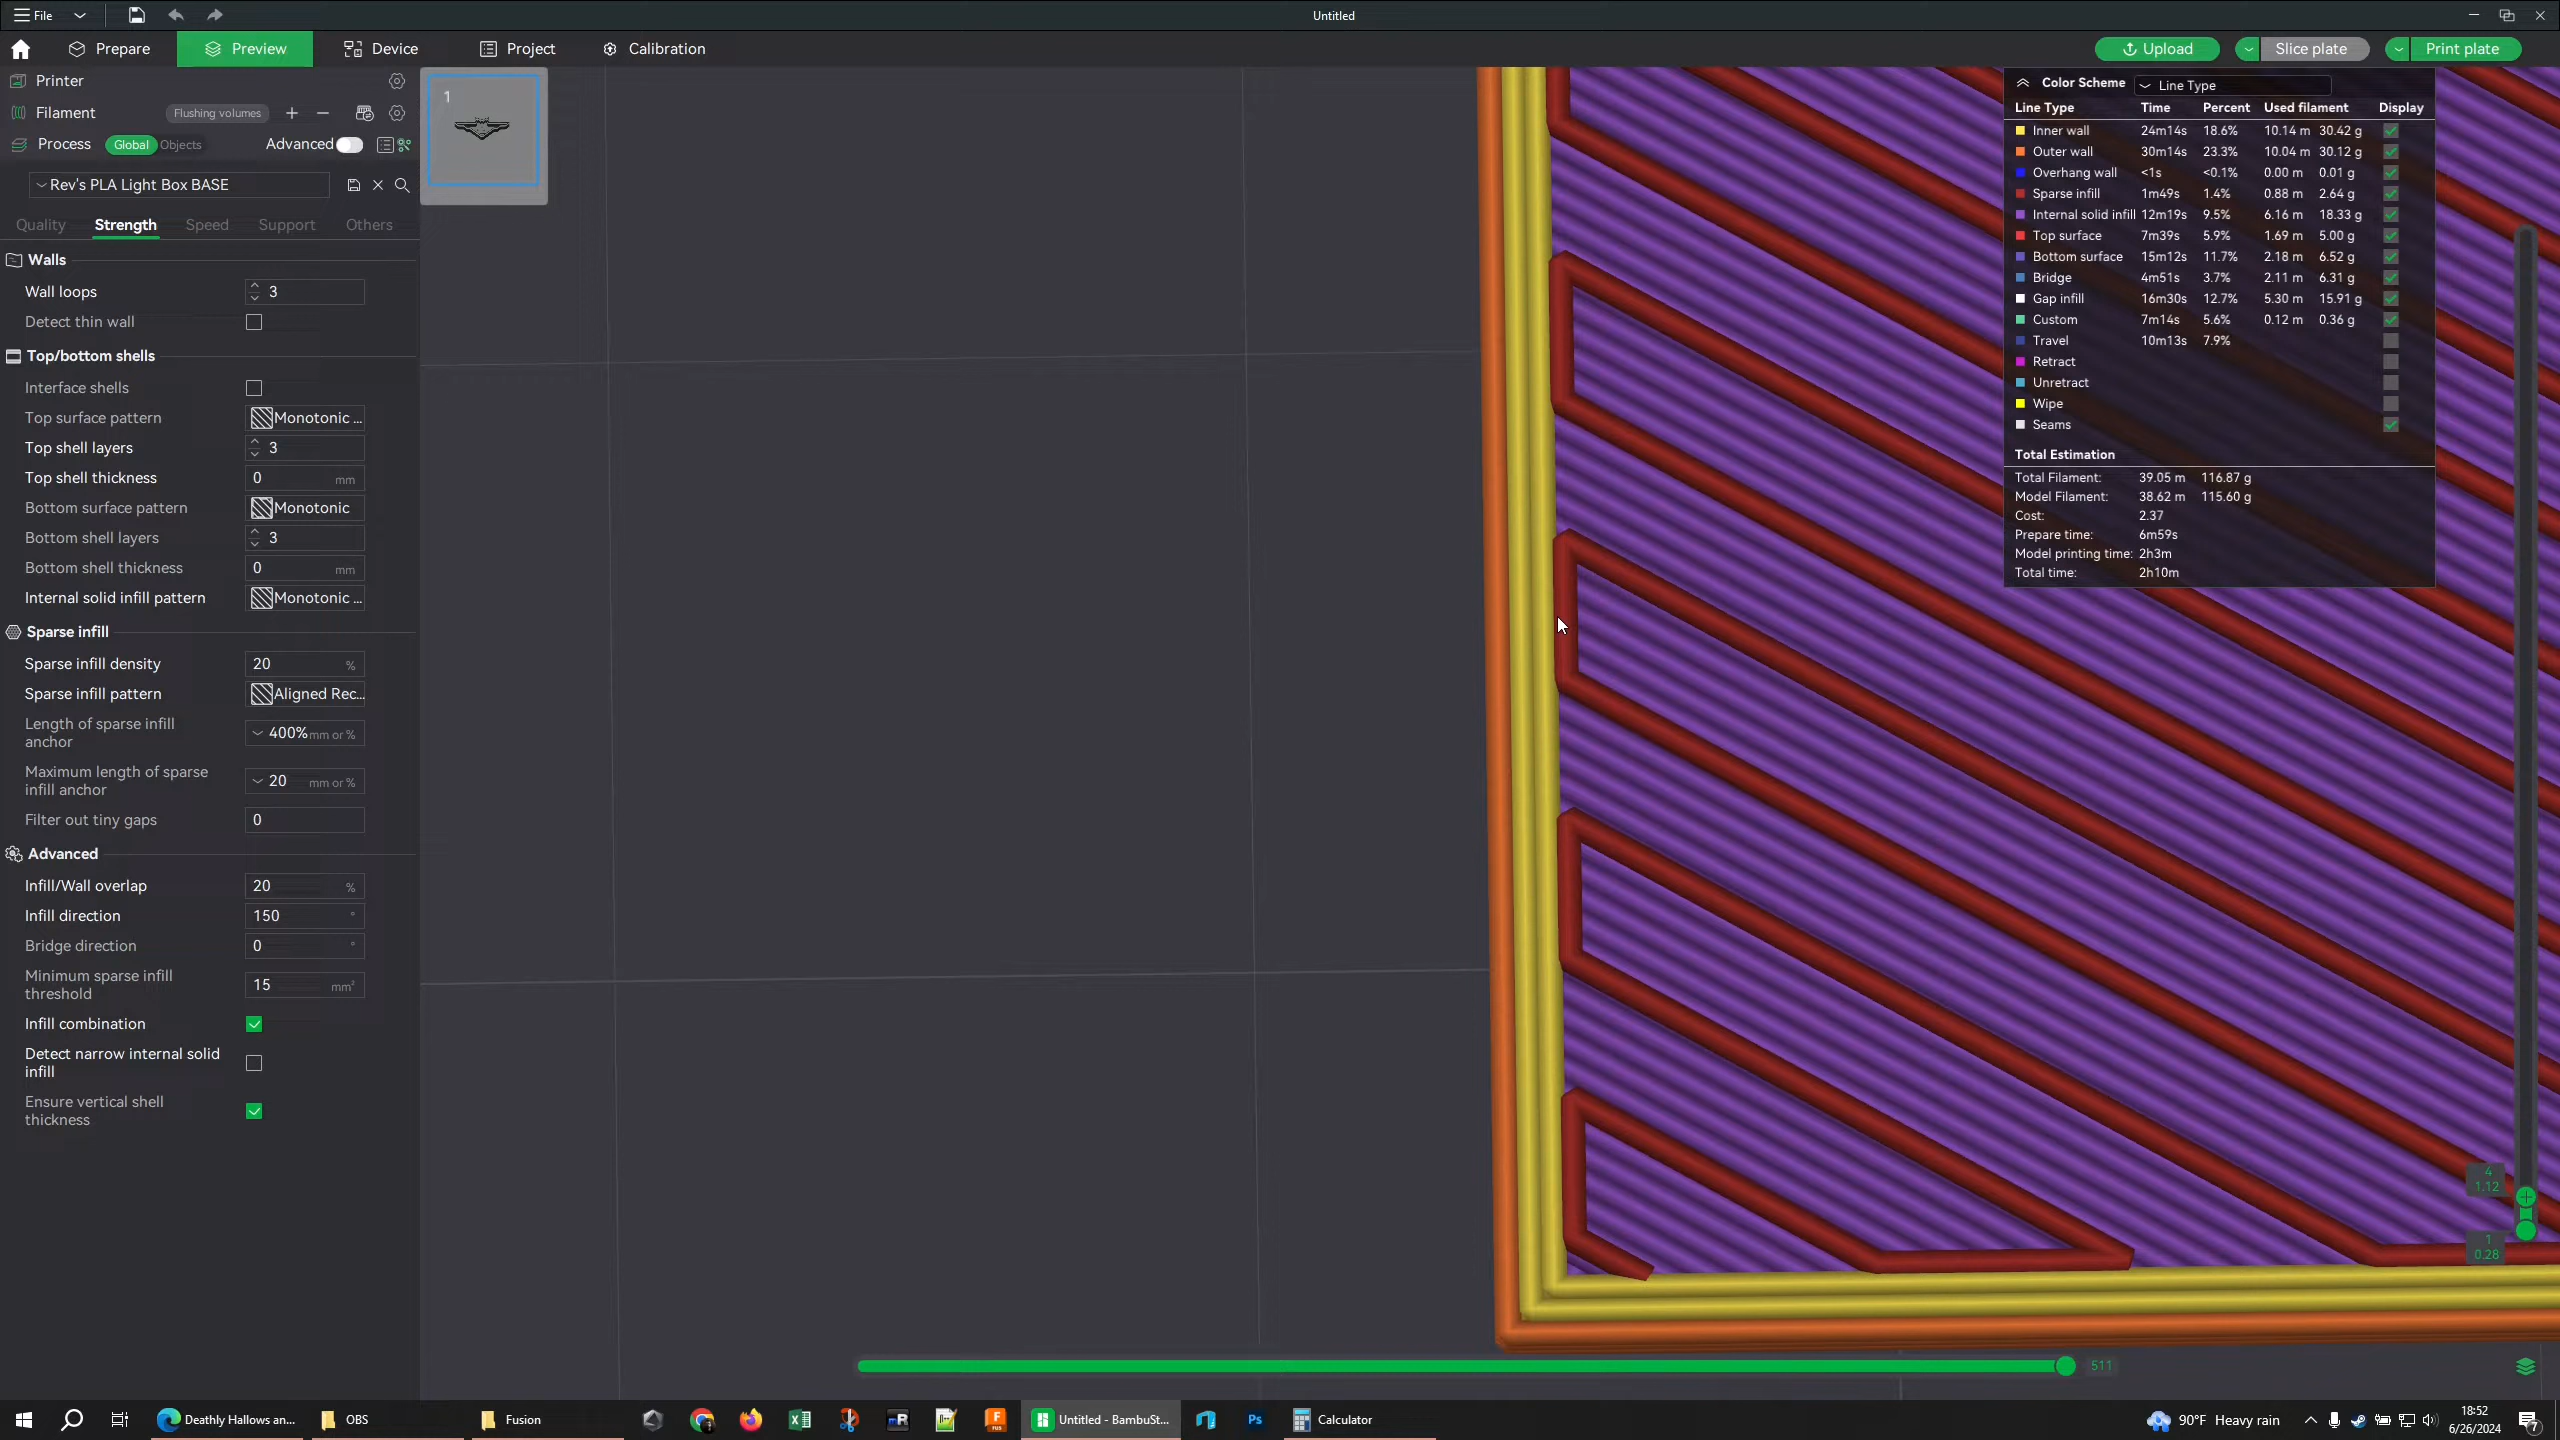 File
Untitled
Prepare Preview Device Project Calibration
Upload Slice plate Print plate
Printer
Filament Flushing volumes
Process Global Objects Advanced
Rev's PLA Light Box BASE
Quality Strength Speed Support Others
Walls
Wall loops 3
Detect thin wall
Top/bottom shells
Interface shells
Top surface pattern Monotonic ...
Top shell layers 3
Top shell thickness 0 mm
Bottom surface pattern Monotonic
Bottom shell layers 3
Bottom shell thickness 0 mm
Internal solid infill pattern Monotonic ...
Sparse infill
Sparse infill density 20 %
Sparse infill pattern Aligned Rec...
Length of sparse infill
anchor 400% mm or %
Maximum length of sparse
infill anchor 20 mm or %
Filter out tiny gaps 0
Advanced
Infill/Wall overlap 20 %
Infill direction 150 °
Bridge direction 0 °
Minimum sparse infill
threshold 15 mm²
Infill combination
Detect narrow internal solid
infill
Ensure vertical shell
thickness
1
Color Scheme Line Type
Line Type Time Percent Used filament Display
Inner wall 24m14s 18.6% 10.14 m 30.42 g
Outer wall 30m14s 23.3% 10.04 m 30.12 g
Overhang wall <1s <0.1% 0.00 m 0.01 g
Sparse infill 1m49s 1.4% 0.88 m 2.64 g
Internal solid infill 12m19s 9.5% 6.16 m 18.33 g
Top surface 7m39s 5.9% 1.69 m 5.00 g
Bottom surface 15m12s 11.7% 2.18 m 6.52 g
Bridge 4m51s 3.7% 2.11 m 6.31 g
Gap infill 16m30s 12.7% 5.30 m 15.91 g
Custom 7m14s 5.6% 0.12 m 0.36 g
Travel 10m13s 7.9%
Retract
Unretract
Wipe
Seams
Total Estimation
Total Filament: 39.05 m 116.87 g
Model Filament: 38.62 m 115.60 g
Cost: 2.37
Prepare time: 6m59s
Model printing time: 2h3m
Total time: 2h10m
4
1.12
1
0.28
511
Deathly Hallows an... OBS Fusion Untitled - BambuSt... Ps Calculator
90°F Heavy rain
18:52
6/26/2024
7